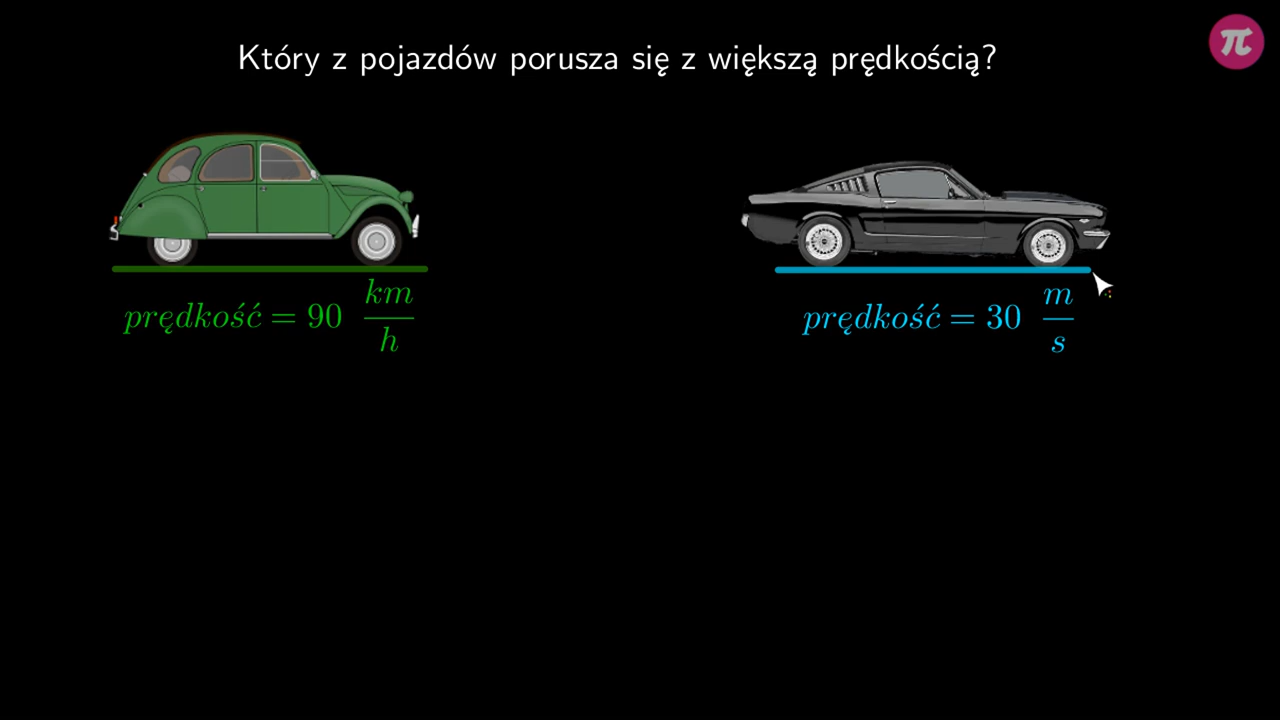 Który z pojazdów porusza się z większą prędkością?
prędkość = 90 km/h
prędkość = 30 m/s
π